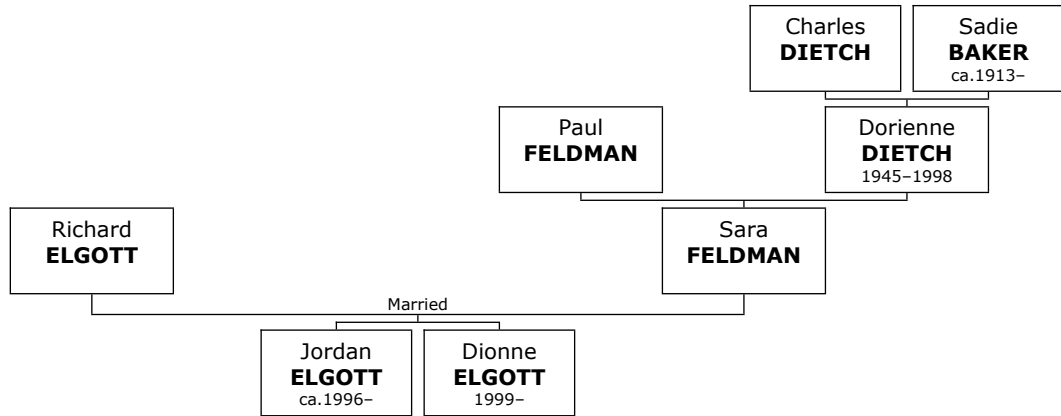 Charles
DIETCH
Sadie
BAKER
ca.1913–
Paul
FELDMAN
Dorienne
DIETCH
1945–1998
Richard
ELGOTT
Sara
FELDMAN
Married
Jordan
ELGOTT
ca.1996–
Dionne
ELGOTT
1999–